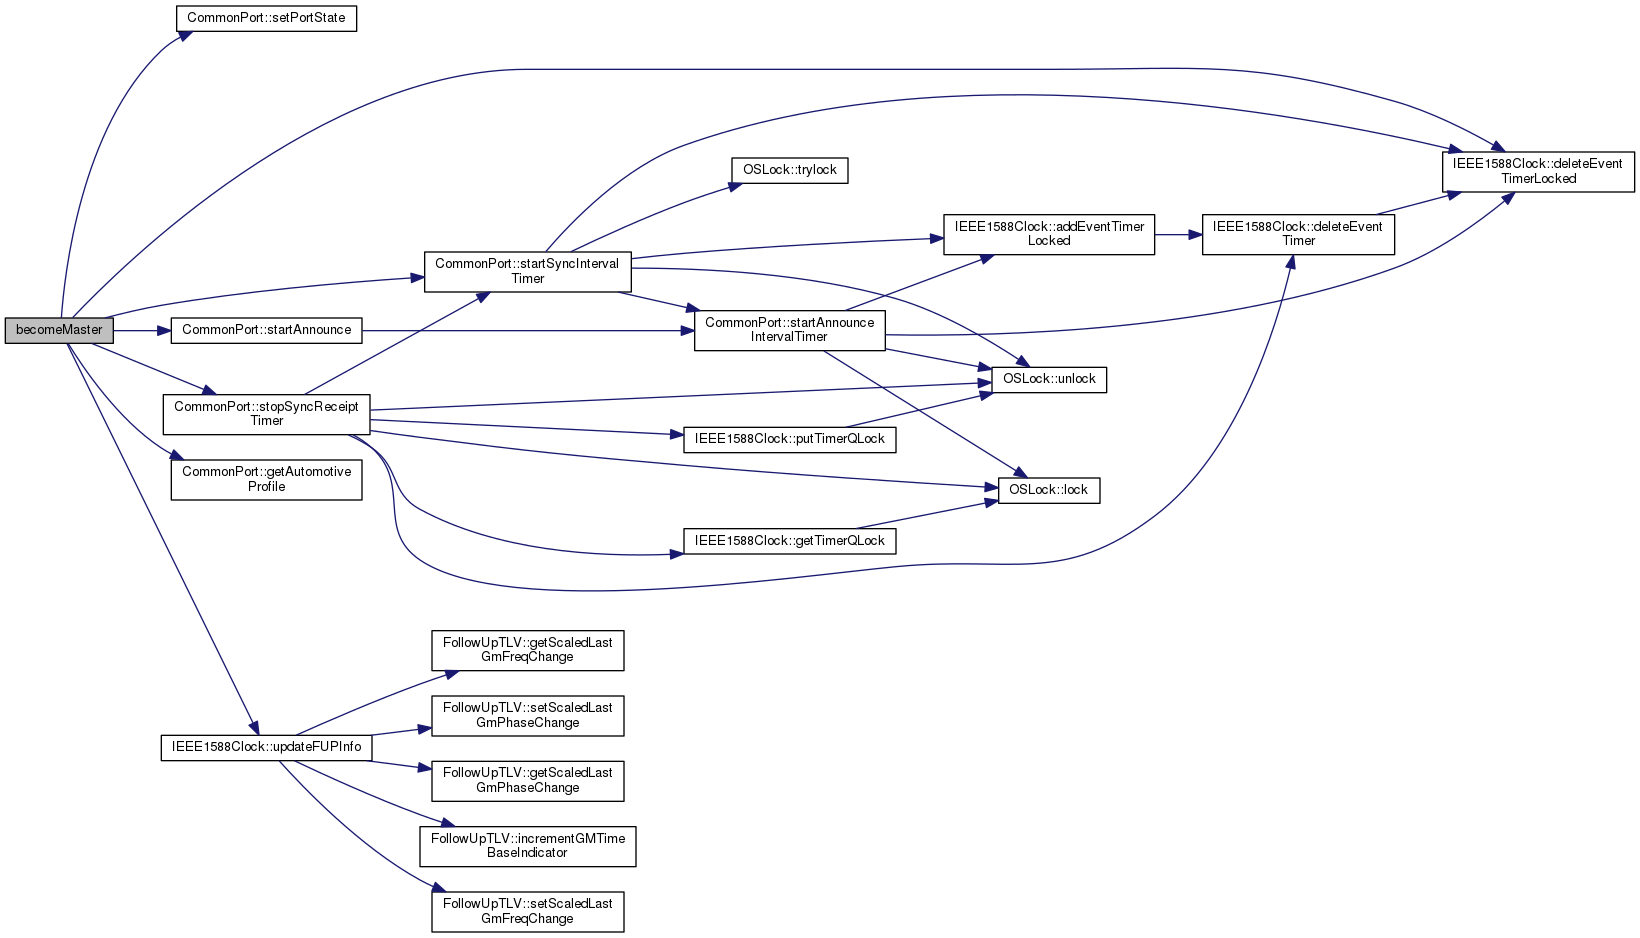 CommonPort::setPortState
OSLock::trylock
IEEE1588Clock::deleteEvent
TimerLocked
IEEE1588Clock::addEventTimer
Locked
IEEE1588Clock::deleteEvent
Timer
CommonPort::startSyncInterval
Timer
becomeMaster
CommonPort::startAnnounce
CommonPort::startAnnounce
IntervalTimer
OSLock::unlock
CommonPort::stopSyncReceipt
Timer
IEEE1588Clock::putTimerQLock
CommonPort::getAutomotive
Profile
OSLock::lock
IEEE1588Clock::getTimerQLock
FollowUpTLV::getScaledLast
GmFreqChange
FollowUpTLV::setScaledLast
GmPhaseChange
IEEE1588Clock::updateFUPInfo
FollowUpTLV::getScaledLast
GmPhaseChange
FollowUpTLV::incrementGMTime
BaseIndicator
FollowUpTLV::setScaledLast
GmFreqChange